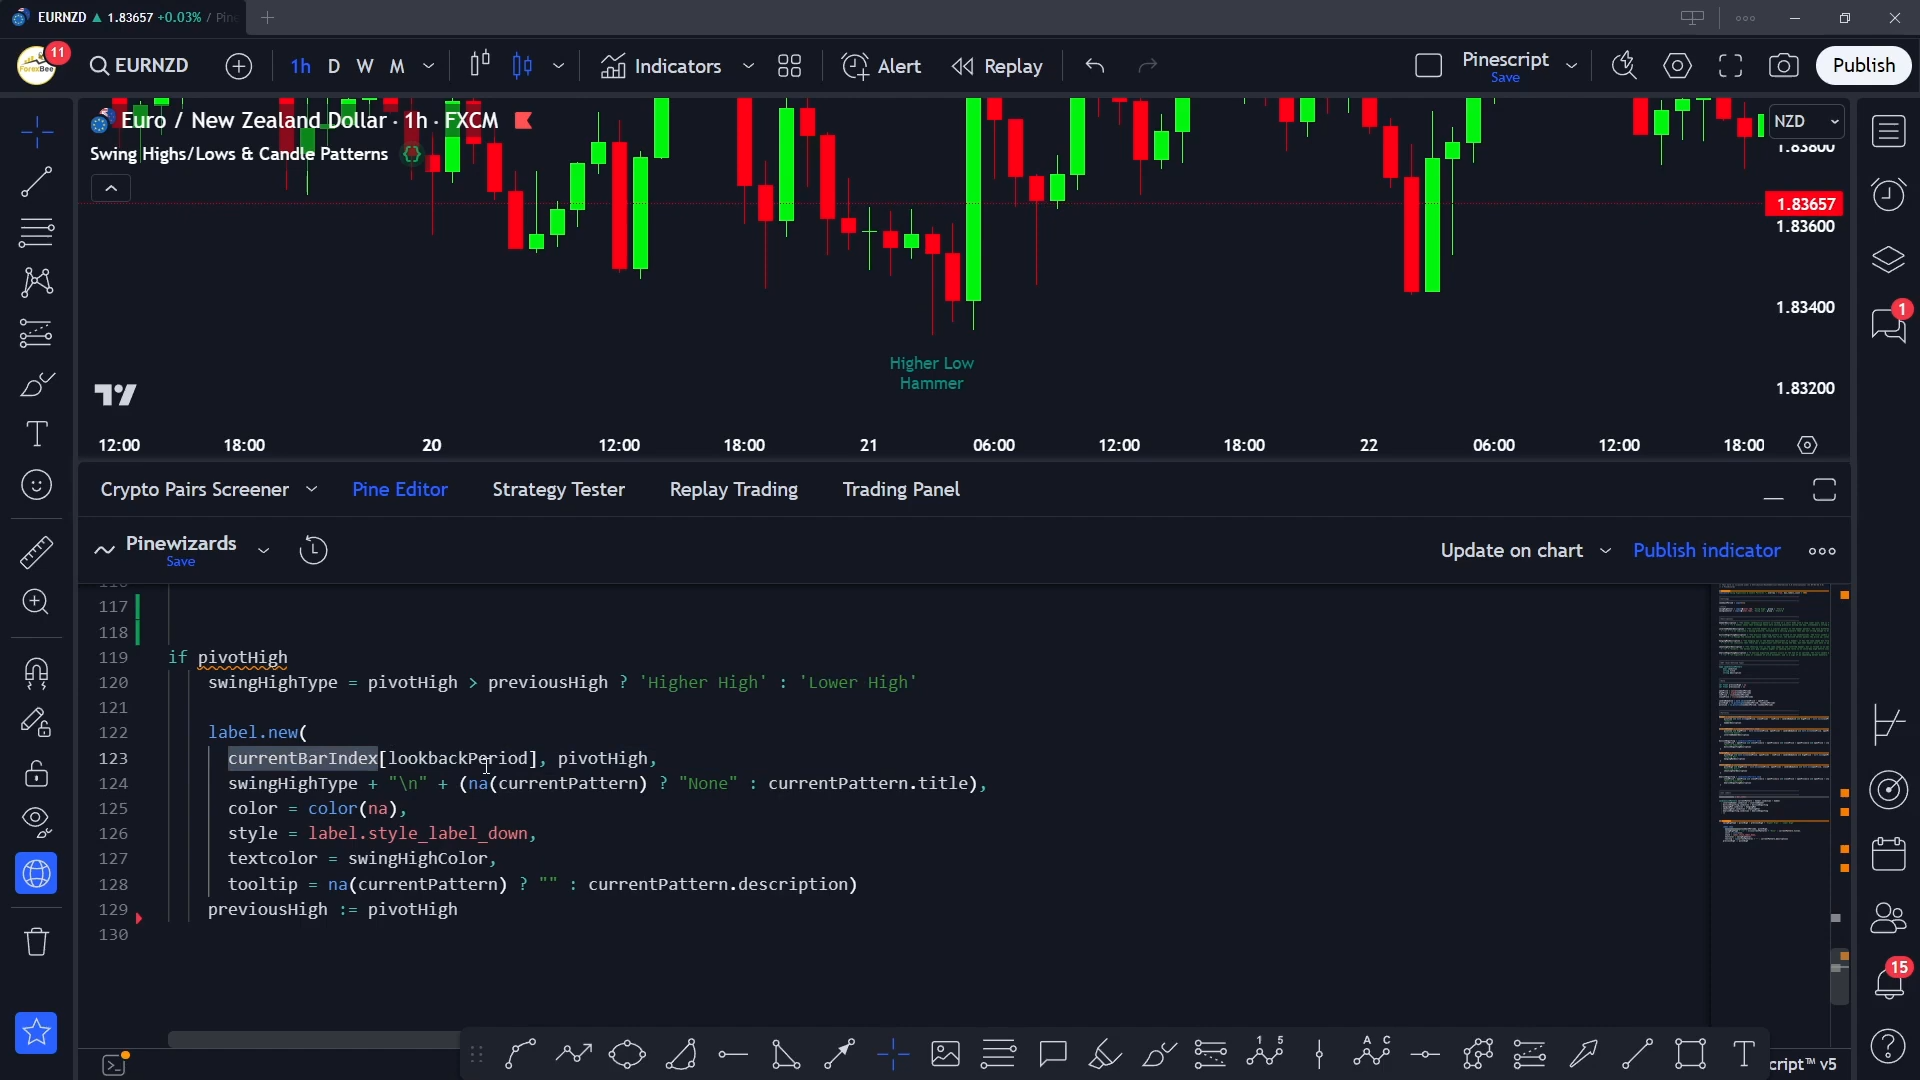 EURNZD ▲ 1.83657 +0.03% / Pin
11
EURNZD
1h D W M
Indicators
Alert
Replay
Pinescript
Save
Publish
Euro / New Zealand Dollar · 1h · FXCM
NZD
Swing Highs/Lows & Candle Patterns
1.83800
1.83657
1.83600
1.83400
1.83200
Higher Low
Hammer
12:00 18:00 20 12:00 18:00 21 06:00 12:00 18:00 22 06:00 12:00 18:00
1
Crypto Pairs Screener Pine Editor Strategy Tester Replay Trading Trading Panel
Pinewizards
Save
Update on chart Publish indicator
117
118
119 if pivotHigh
120 swingHighType = pivotHigh > previousHigh ? 'Higher High' : 'Lower High'
121
122 label.new(
123 currentBarIndex[lookbackPeriod], pivotHigh,
124 swingHighType + "\n" + (na(currentPattern) ? "None" : currentPattern.title),
125 color = color(na),
126 style = label.style_label_down,
127 textcolor = swingHighColor,
128 tooltip = na(currentPattern) ? "" : currentPattern.description)
129 previousHigh := pivotHigh
130
15
1 5
A C
cript™ v5